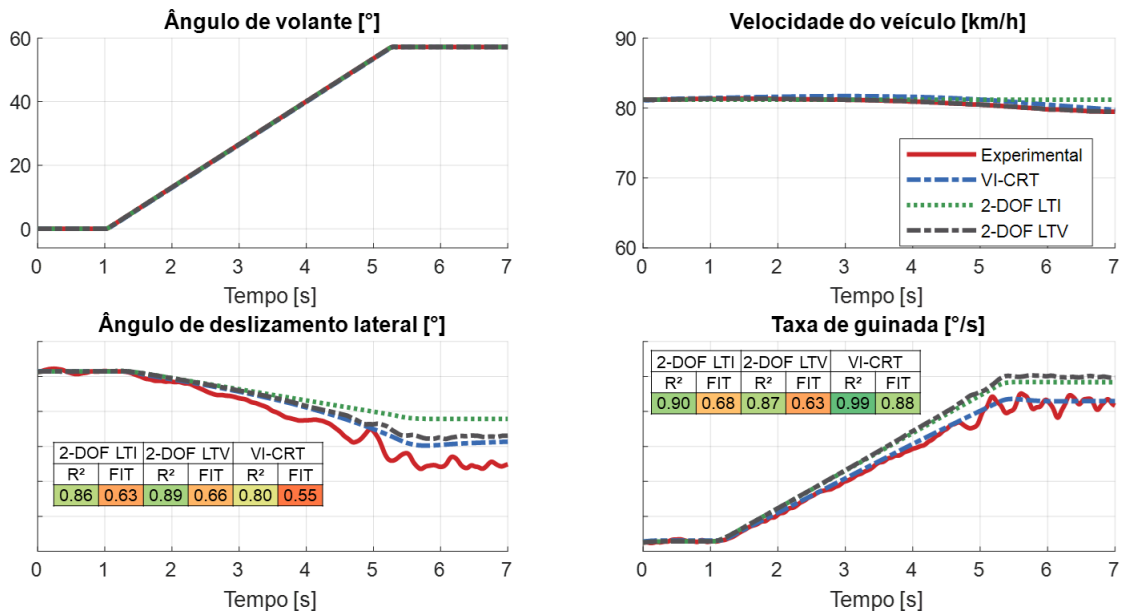 Ângulo de volante [°]
60
40
20
0
0 1 2 3 4 5 6 7
Tempo [s]
Velocidade do veículo [km/h]
90
80
70
60
Experimental
VI-CRT
2-DOF LTI
2-DOF LTV
0 1 2 3 4 5 6 7
Tempo [s]
Ângulo de deslizamento lateral [°]
2-DOF LTI 2-DOF LTV VI-CRT
R² FIT R² FIT R² FIT
0.86 0.63 0.89 0.66 0.80 0.55
0 1 2 3 4 5 6 7
Tempo [s]
Taxa de guinada [°/s]
2-DOF LTI 2-DOF LTV VI-CRT
R² FIT R² FIT R² FIT
0.90 0.68 0.87 0.63 0.99 0.88
0 1 2 3 4 5 6 7
Tempo [s]